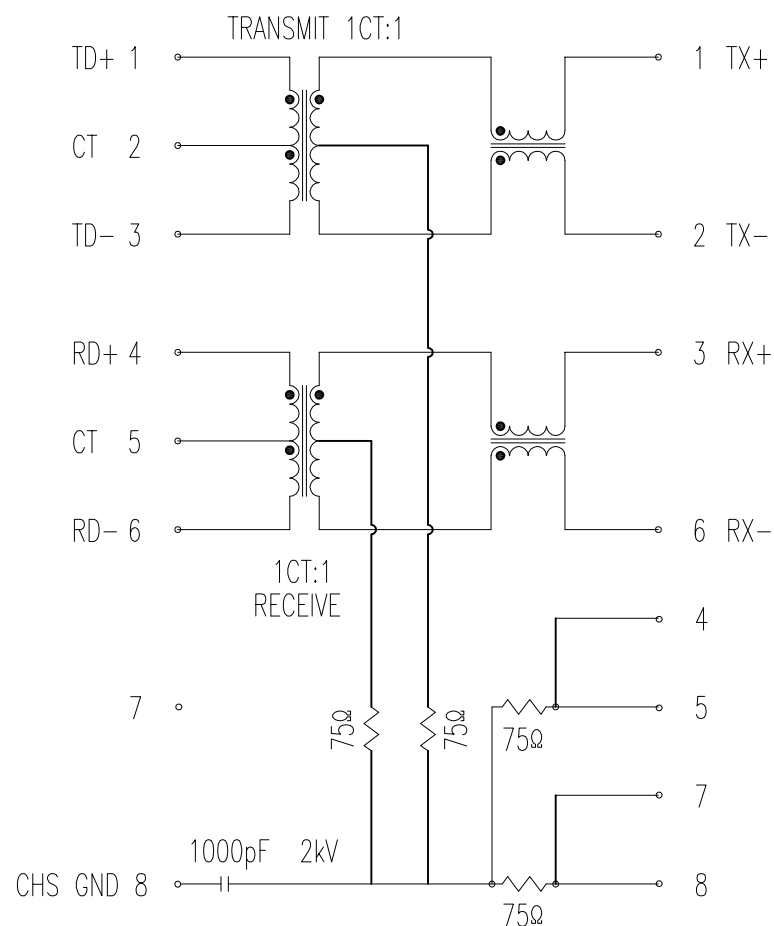 TRANSMIT 1CT:1
TD+ 1
1 TX+
CT 2
TD- 3
2 TX-
RD+ 4
3 RX+
CT 5
RD- 6
6 RX-
1CT:1
RECEIVE
4
7
75Ω
75Ω
5
75Ω
7
1000pF 2kV
CHS GND 8
8
75Ω